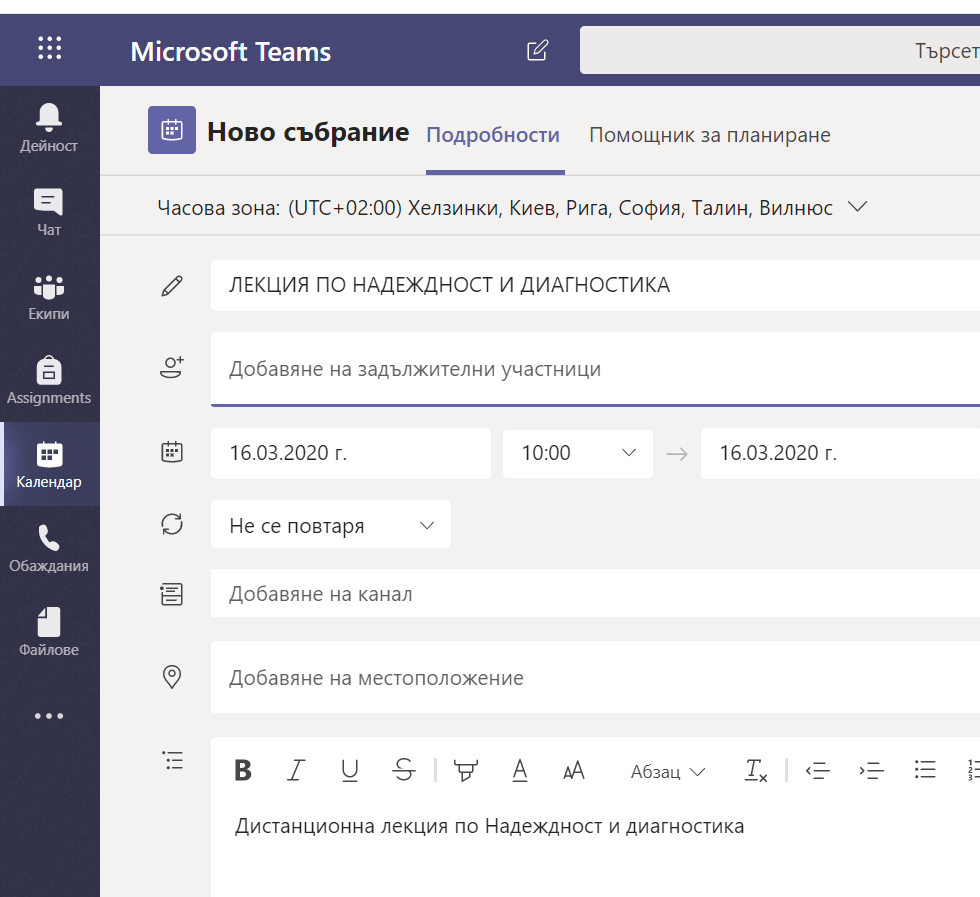 Microsoft Teams
Търсет
Дейност
Чат
Екипи
Assignments
Календар
Обаждания
Файлове
Ново събрание Подробности Помощник за планиране
Часова зона: (UTC+02:00) Хелзинки, Киев, Рига, София, Талин, Вилнюс
ЛЕКЦИЯ ПО НАДЕЖДНОСТ И ДИАГНОСТИКА
Добавяне на задължителни участници
16.03.2020 г. 10:00 16.03.2020 г.
Не се повтаря
Добавяне на канал
Добавяне на местоположение
Абзац
Дистанционна лекция по Надеждност и диагностика